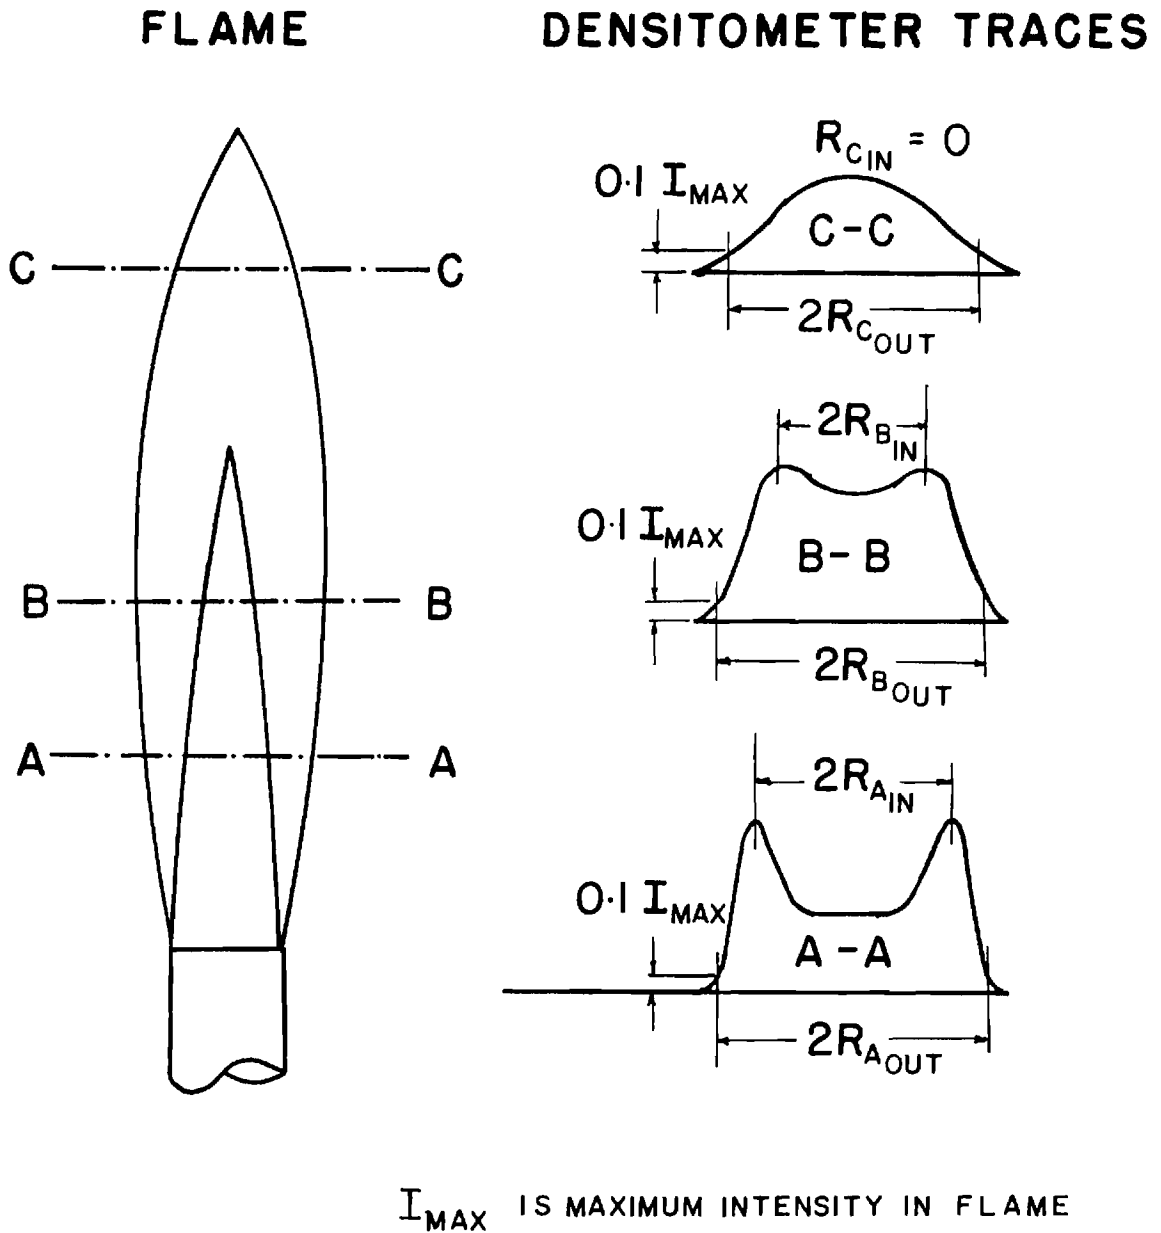 FLAME
DENSITOMETER TRACES
R_CIN = 0
0.1 I_MAX
C-C
C
C
2R_COUT
2R_BIN
0.1 I_MAX
B-B
B
B
2R_BOUT
A
A
2R_AIN
0.1 I_MAX
A-A
2R_AOUT
I_MAX IS MAXIMUM INTENSITY IN FLAME